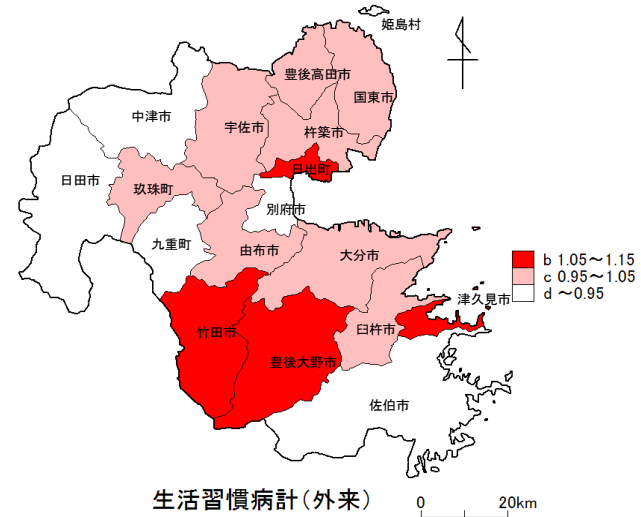 姫島村
豊後高田市
国東市
中津市
宇佐市
杵築市
日出町
日田市
玖珠町
別府市
九重町
由布市
大分市
b 1.05～1.15
c 0.95～1.05
d ～0.95
津久見市
竹田市
臼杵市
豊後大野市
佐伯市
生活習慣病計(外来)
0 20km